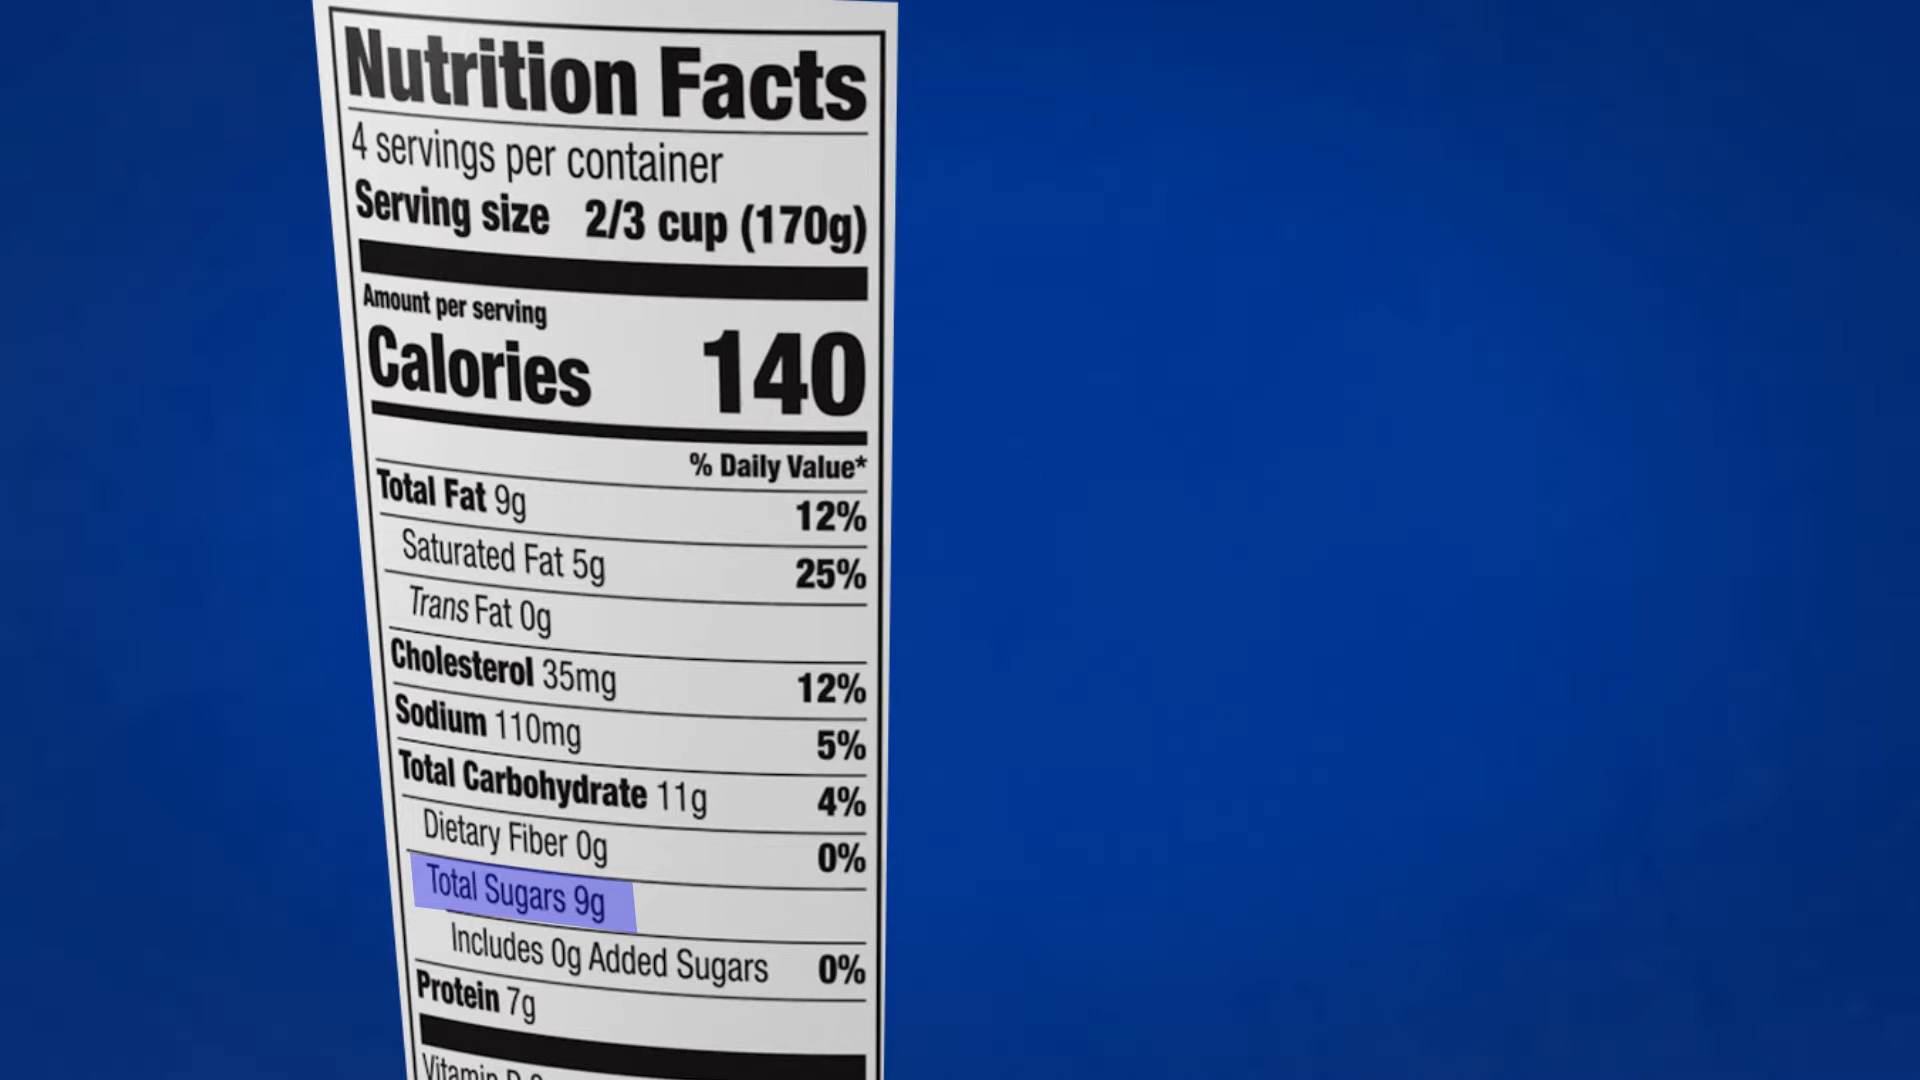 Nutrition Facts
4 servings per container
Serving size 2/3 cup (170g)
Amount per serving
Calories 140
% Daily Value*
Total Fat 9g 12%
Saturated Fat 5g 25%
Trans Fat 0g
Cholesterol 35mg 12%
Sodium 110mg 5%
Total Carbohydrate 11g 4%
Dietary Fiber 0g 0%
Total Sugars 9g
Includes 0g Added Sugars 0%
Protein 7g
Vitamin D